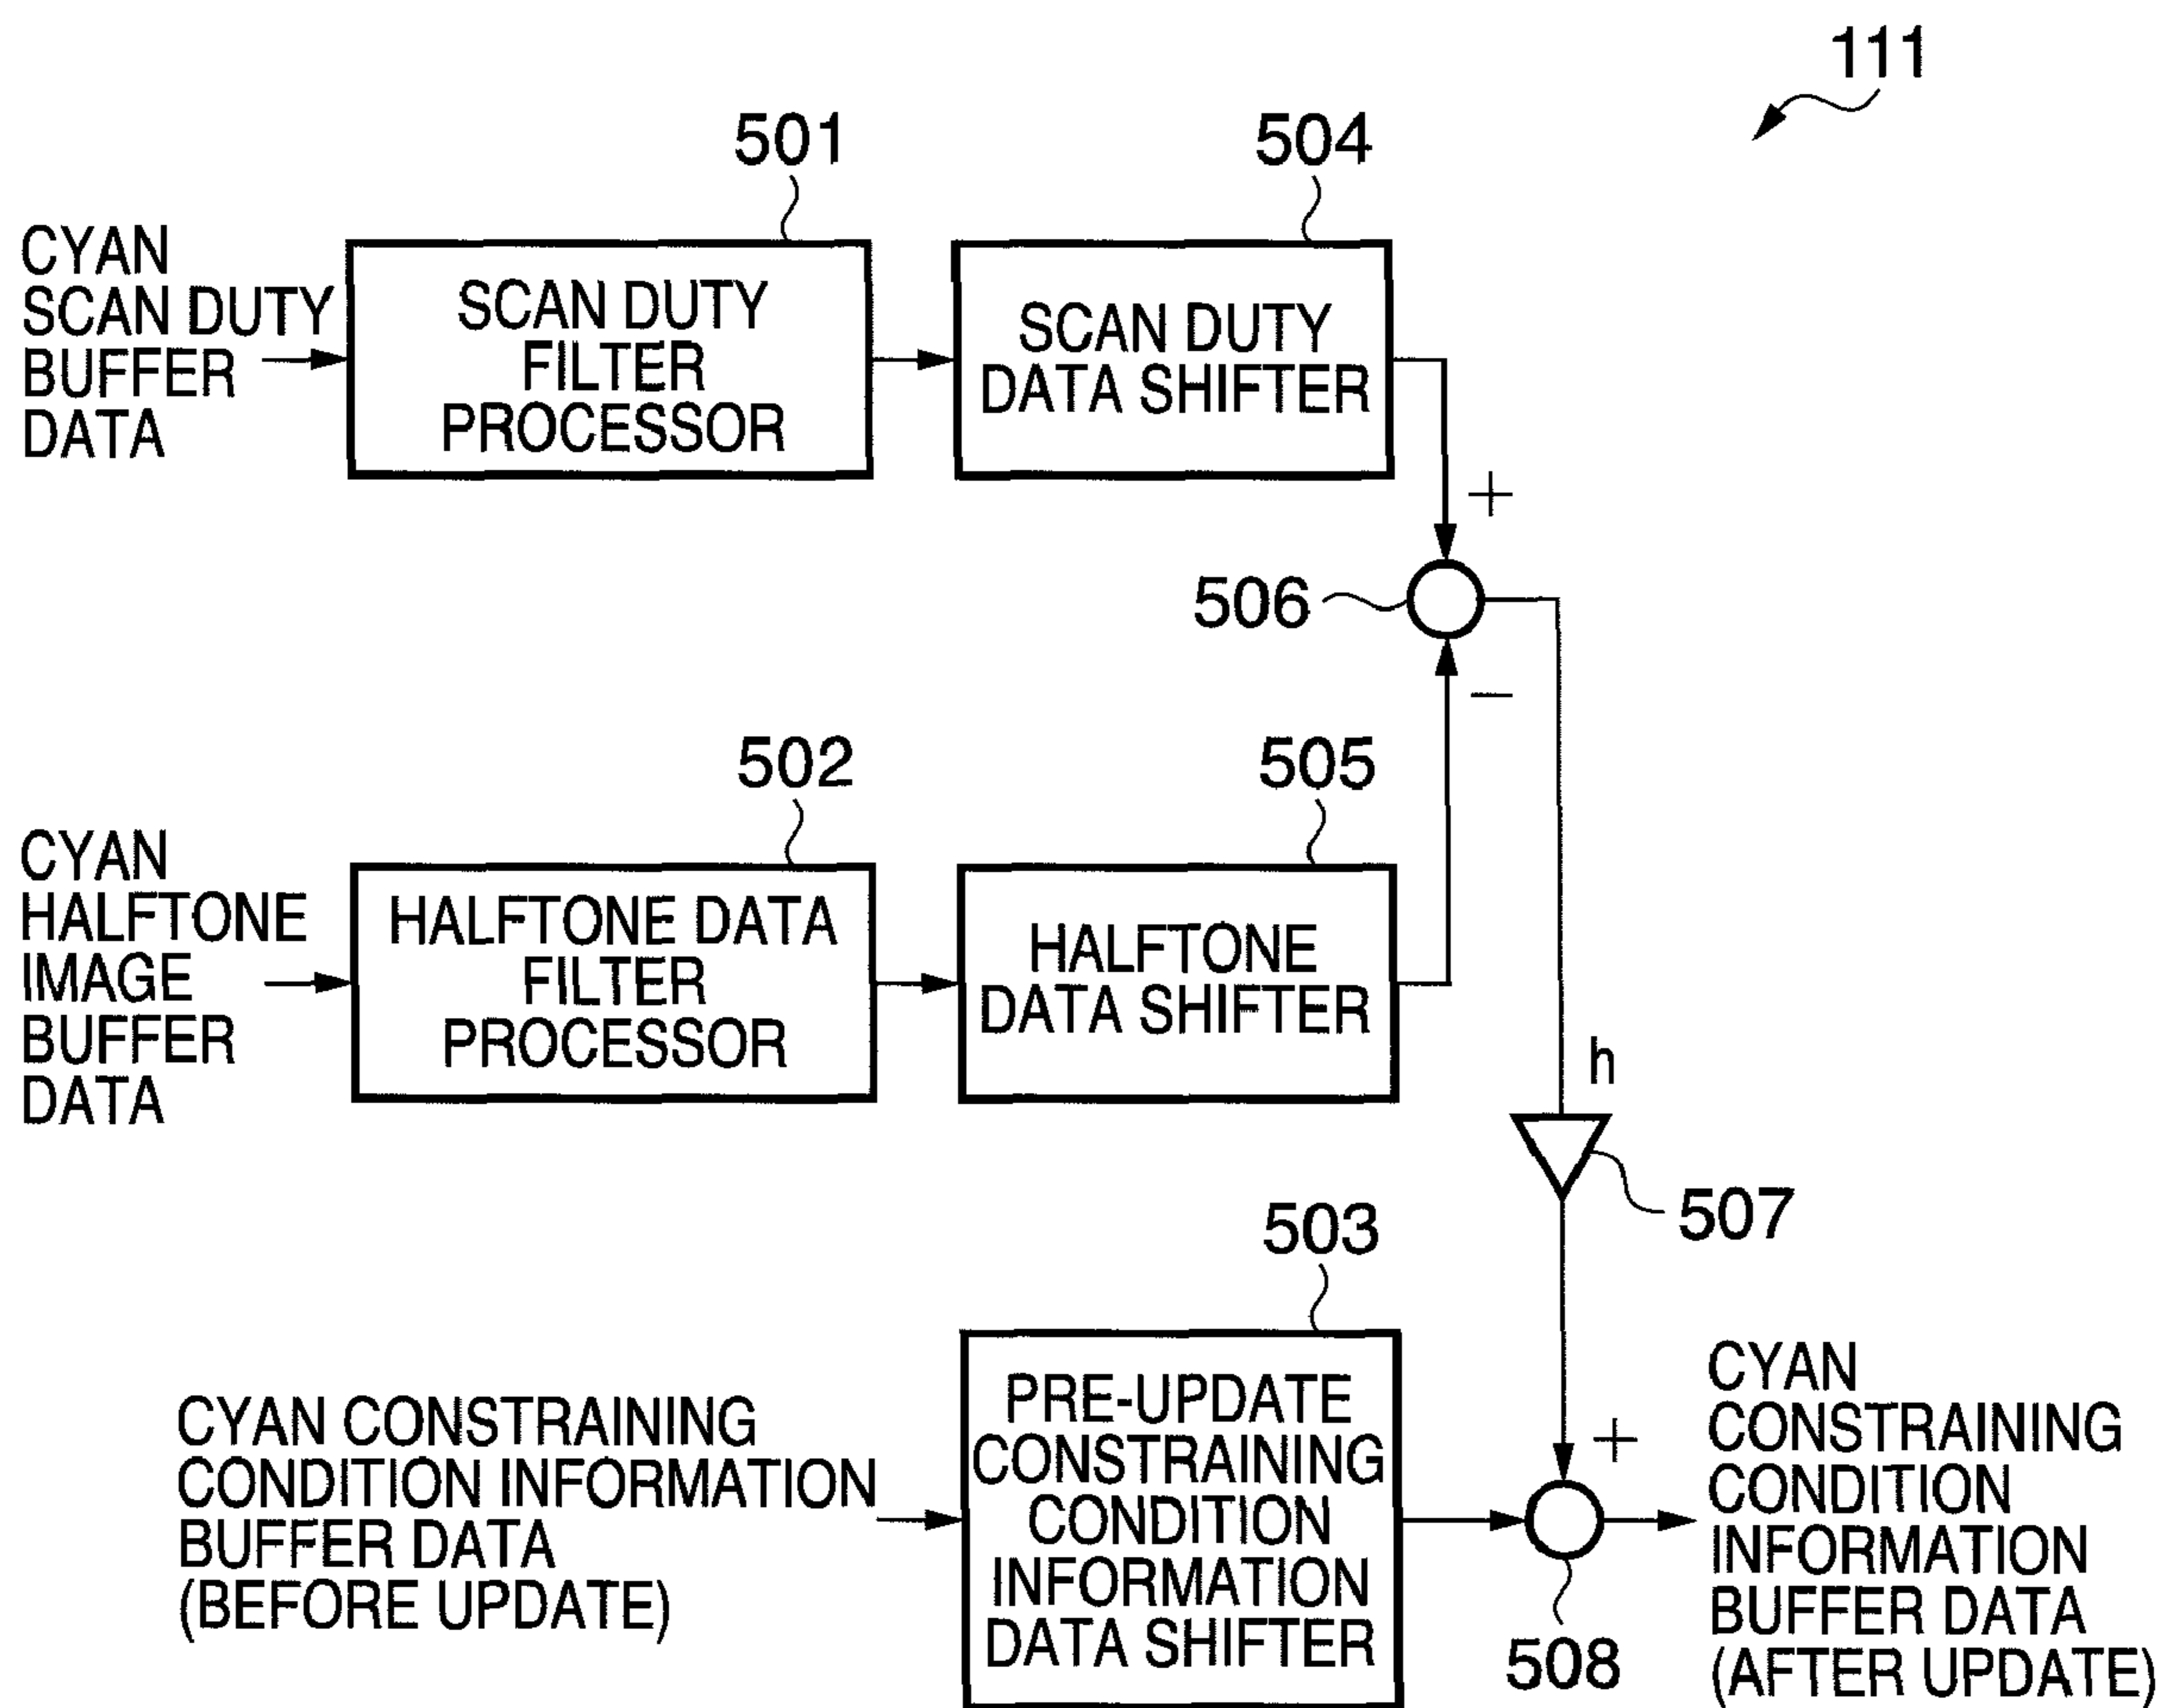 111
501
504
CYAN
SCAN DUTY
BUFFER
DATA
SCAN DUTY
FILTER
PROCESSOR
SCAN DUTY
DATA SHIFTER
+
506
−
502
505
CYAN
HALFTONE
IMAGE
BUFFER
DATA
HALFTONE DATA
FILTER
PROCESSOR
HALFTONE
DATA SHIFTER
h
507
503
CYAN CONSTRAINING
CONDITION INFORMATION
BUFFER DATA
(BEFORE UPDATE)
PRE-UPDATE
CONSTRAINING
CONDITION
INFORMATION
DATA SHIFTER
+
508
CYAN
CONSTRAINING
CONDITION
INFORMATION
BUFFER DATA
(AFTER UPDATE)